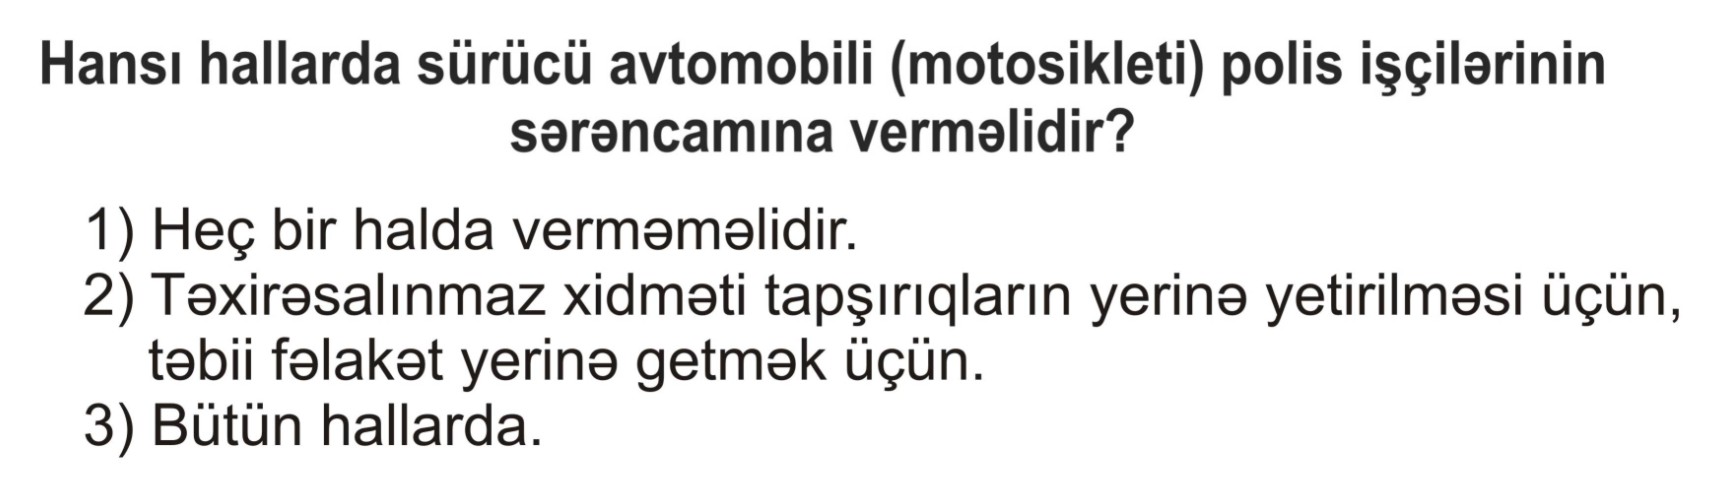 Hansı hallarda sürücü avtomobili (motosikleti) polis işçilərinin
sərəncamına verməlidir?
1) Heç bir halda verməməlidir.
2) Təxirəsalınmaz xidməti tapşırıqların yerinə yetirilməsi üçün,
təbii fəlakət yerinə getmək üçün.
3) Bütün hallarda.